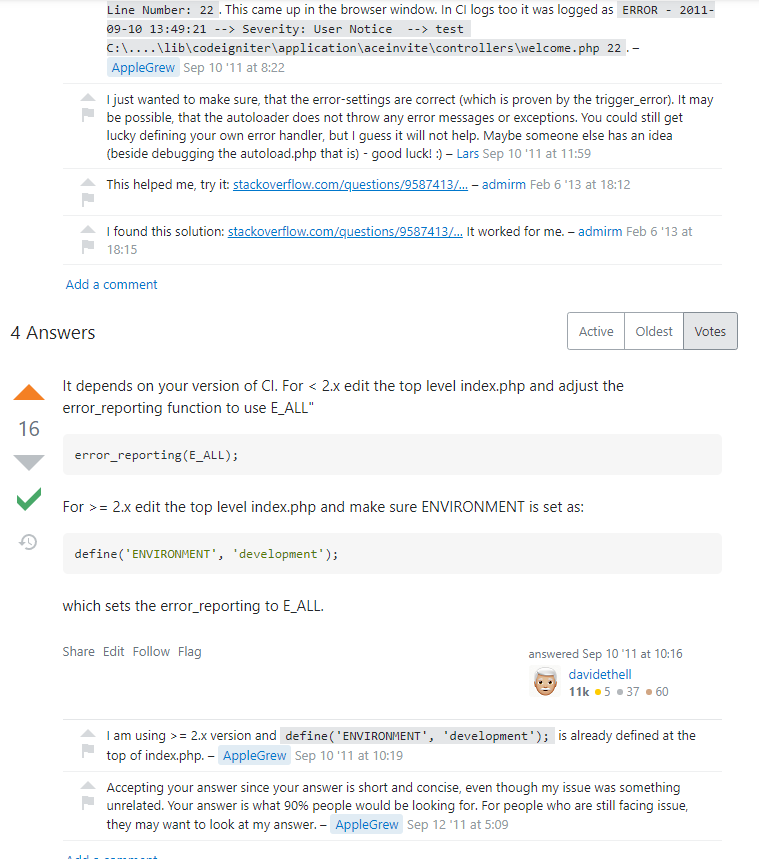 Line Number: 22 . This came up in the browser window. In CI logs too it was logged as ERROR - 2011-
09-10 13:49:21 --> Severity: User Notice --> test
C:\....\lib\codeigniter\application\aceinvite\controllers\welcome.php 22 . –
AppleGrew Sep 10 '11 at 8:22
I just wanted to make sure, that the error-settings are correct (which is proven by the trigger_error). It may
be possible, that the autoloader does not throw any error messages or exceptions. You could still get
lucky defining your own error handler, but I guess it will not help. Maybe someone else has an idea
(beside debugging the autoload.php that is) - good luck! :) – Lars Sep 10 '11 at 11:59
This helped me, try it: stackoverflow.com/questions/9587413/... – admirm Feb 6 '13 at 18:12
I found this solution: stackoverflow.com/questions/9587413/... It worked for me. – admirm Feb 6 '13 at
18:15
Add a comment
4 Answers
Active Oldest Votes
It depends on your version of CI. For < 2.x edit the top level index.php and adjust the
error_reporting function to use E_ALL"
16
error_reporting(E_ALL);
For >= 2.x edit the top level index.php and make sure ENVIRONMENT is set as:
define('ENVIRONMENT', 'development');
which sets the error_reporting to E_ALL.
Share Edit Follow Flag
answered Sep 10 '11 at 10:16
davidethell
11k 5 37 60
I am using >= 2.x version and define('ENVIRONMENT', 'development'); is already defined at the
top of index.php. – AppleGrew Sep 10 '11 at 10:19
Accepting your answer since your answer is short and concise, even though my issue was something
unrelated. Your answer is what 90% people would be looking for. For people who are still facing issue,
they may want to look at my answer. – AppleGrew Sep 12 '11 at 5:09
Add a comment